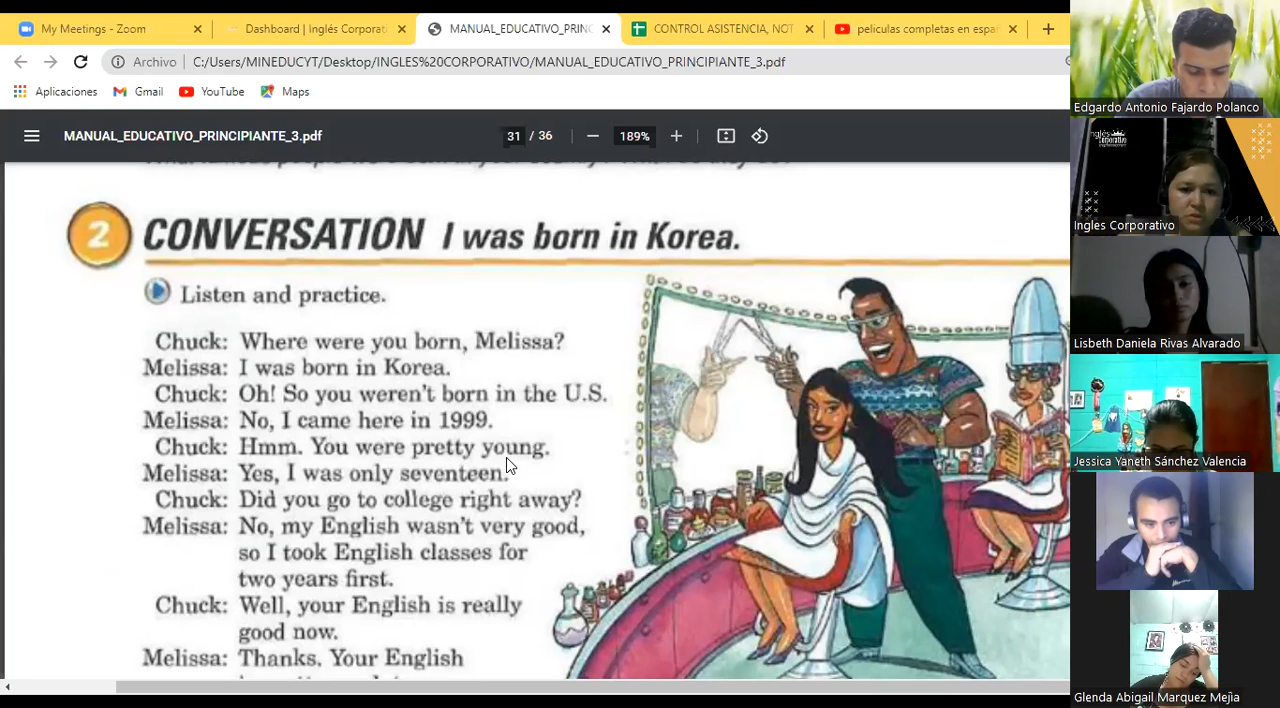 My Meetings - Zoom
Dashboard | Inglés Corporati
MANUAL_EDUCATIVO_PRINC
CONTROL ASISTENCIA, NOT
peliculas completas en espa
Archivo | C:/Users/MINEDUCYT/Desktop/INGLES%20CORPORATIVO/MANUAL_EDUCATIVO_PRINCIPIANTE_3.pdf
Aplicaciones Gmail YouTube Maps
MANUAL_EDUCATIVO_PRINCIPIANTE_3.pdf 31 / 36 189%
2 CONVERSATION I was born in Korea.
Listen and practice.
Chuck: Where were you born, Melissa?
Melissa: I was born in Korea.
Chuck: Oh! So you weren't born in the U.S.
Melissa: No, I came here in 1999.
Chuck: Hmm. You were pretty young.
Melissa: Yes, I was only seventeen.
Chuck: Did you go to college right away?
Melissa: No, my English wasn't very good,
so I took English classes for
two years first.
Chuck: Well, your English is really
good now.
Melissa: Thanks. Your English
Edgardo Antonio Fajardo Polanco
Inglés
Corporativo
Ingles Corporativo
Lisbeth Daniela Rivas Alvarado
Jessica Yaneth Sánchez Valencia
Glenda Abigail Marquez Mejìa